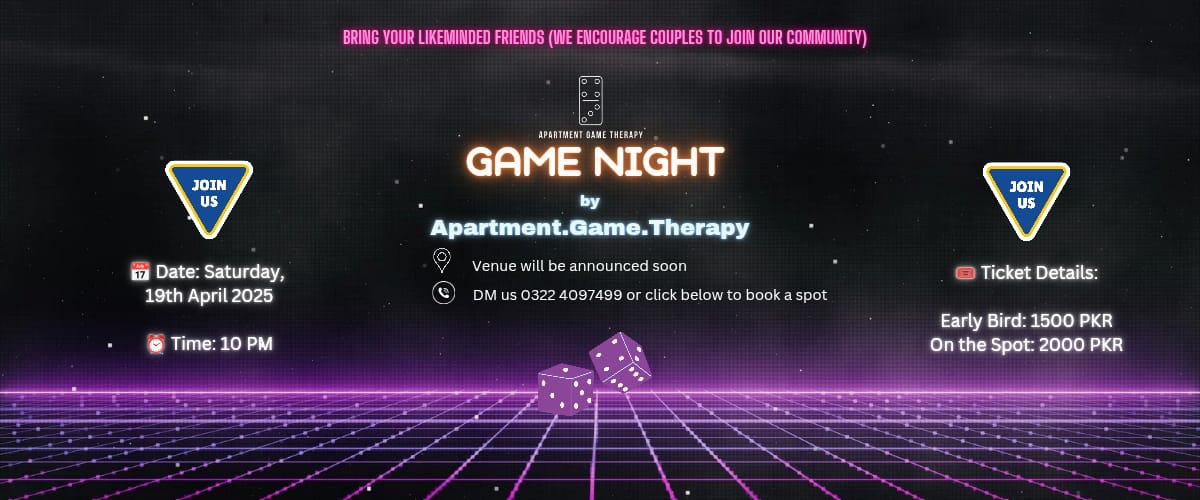 BRING YOUR LIKEMINDED FRIENDS (WE ENCOURAGE COUPLES TO JOIN OUR COMMUNITY)
APARTMENT GAME THERAPY
GAME NIGHT
by
Apartment.Game.Therapy
Venue will be announced soon
DM us 0322 4097499 or click below to book a spot
JOIN
US
📅 Date: Saturday,
19th April 2025
⏰ Time: 10 PM
JOIN
US
🎟️ Ticket Details:
Early Bird: 1500 PKR
On the Spot: 2000 PKR